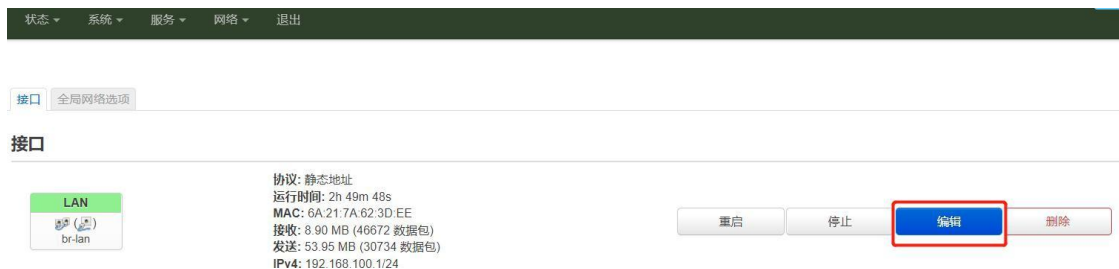 状态 系统 服务 网络 退出
接口 全局网络选项
接口
LAN
br-lan
协议: 静态地址
运行时间: 2h 49m 48s
MAC: 6A:21:7A:62:3D:EE
接收: 8.90 MB (46672 数据包)
发送: 53.95 MB (30734 数据包)
IPv4: 192.168.100.1/24
重启 停止 编辑 删除